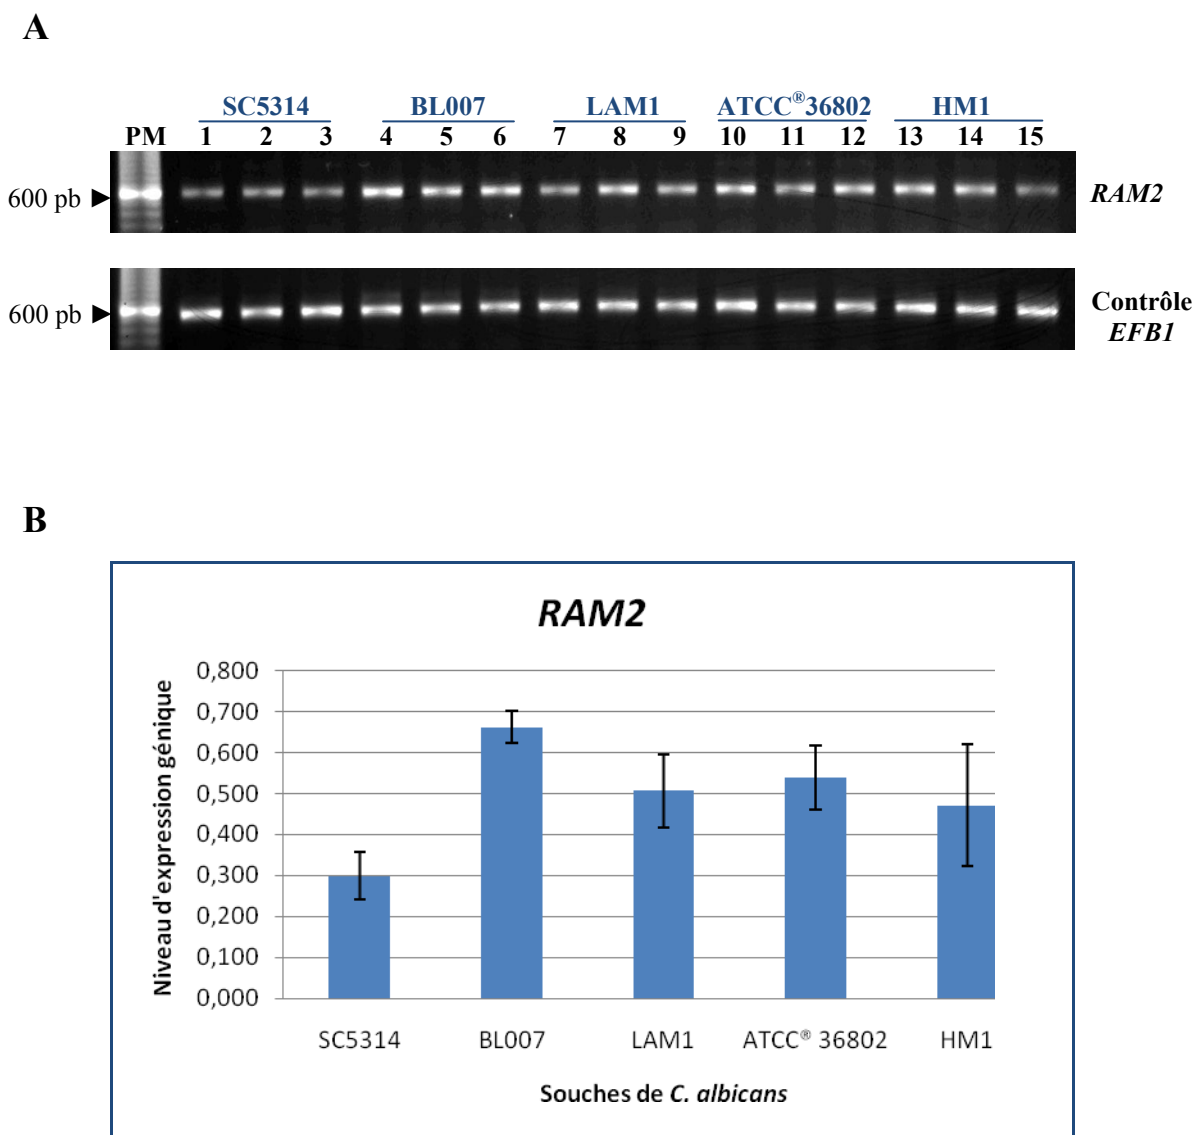 A
SC5314 BL007 LAM1 ATCC®36802 HM1
PM 1 2 3 4 5 6 7 8 9 10 11 12 13 14 15
600 pb RAM2
600 pb Contrôle
EFB1
B
RAM2
Niveau d'expression génique
0,800
0,700
0,600
0,500
0,400
0,300
0,200
0,100
0,000
SC5314 BL007 LAM1 ATCC® 36802 HM1
Souches de C. albicans